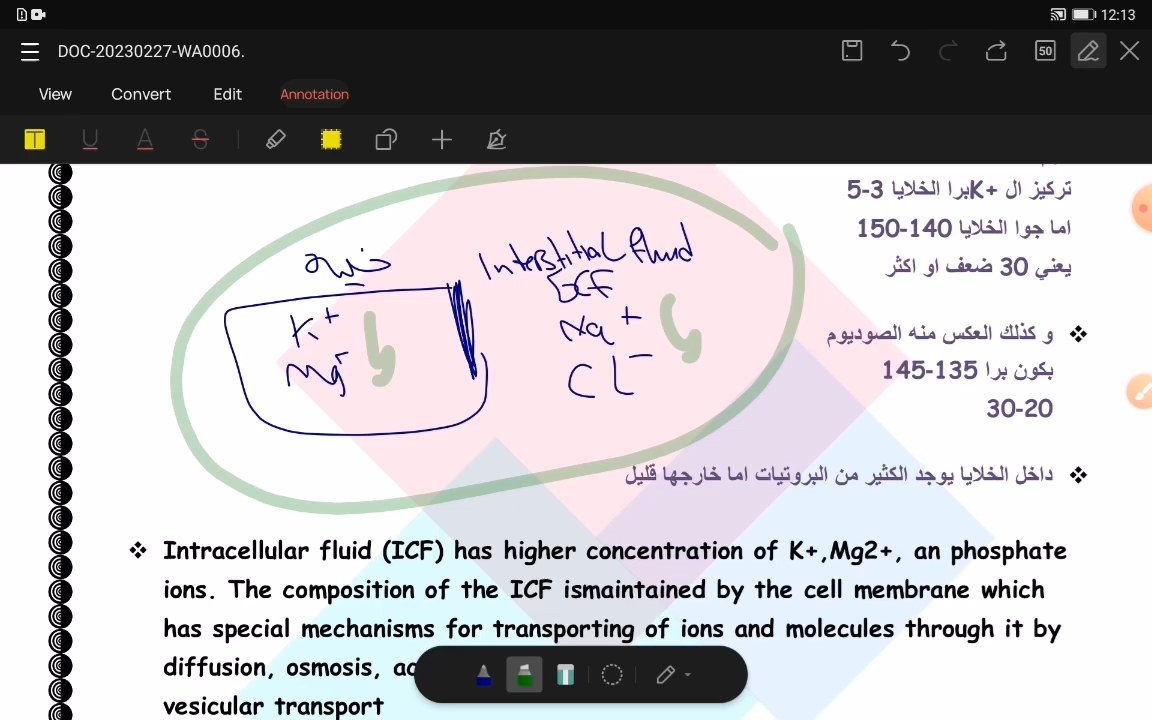 12:13
DOC-20230227-WA0006.
50
View Convert Edit Annotation
T U A S
تركيز ال +Kبرا الخلايا 3-5
اما جوا الخلايا 140-150
يعني 30 ضعف او اكثر
Interstitial fluid
ECF
K+
Na+
Mg+
Cl-
❖ و كذلك العكس منه الصوديوم
بكون برا 135-145
20-30
❖ داخل الخلايا يوجد الكثير من البروتيات اما خارجها قليل
❖ Intracellular fluid (ICF) has higher concentration of K+,Mg2+, an phosphate
ions. The composition of the ICF ismaintained by the cell membrane which
has special mechanisms for transporting of ions and molecules through it by
diffusion, osmosis, ac
vesicular transport